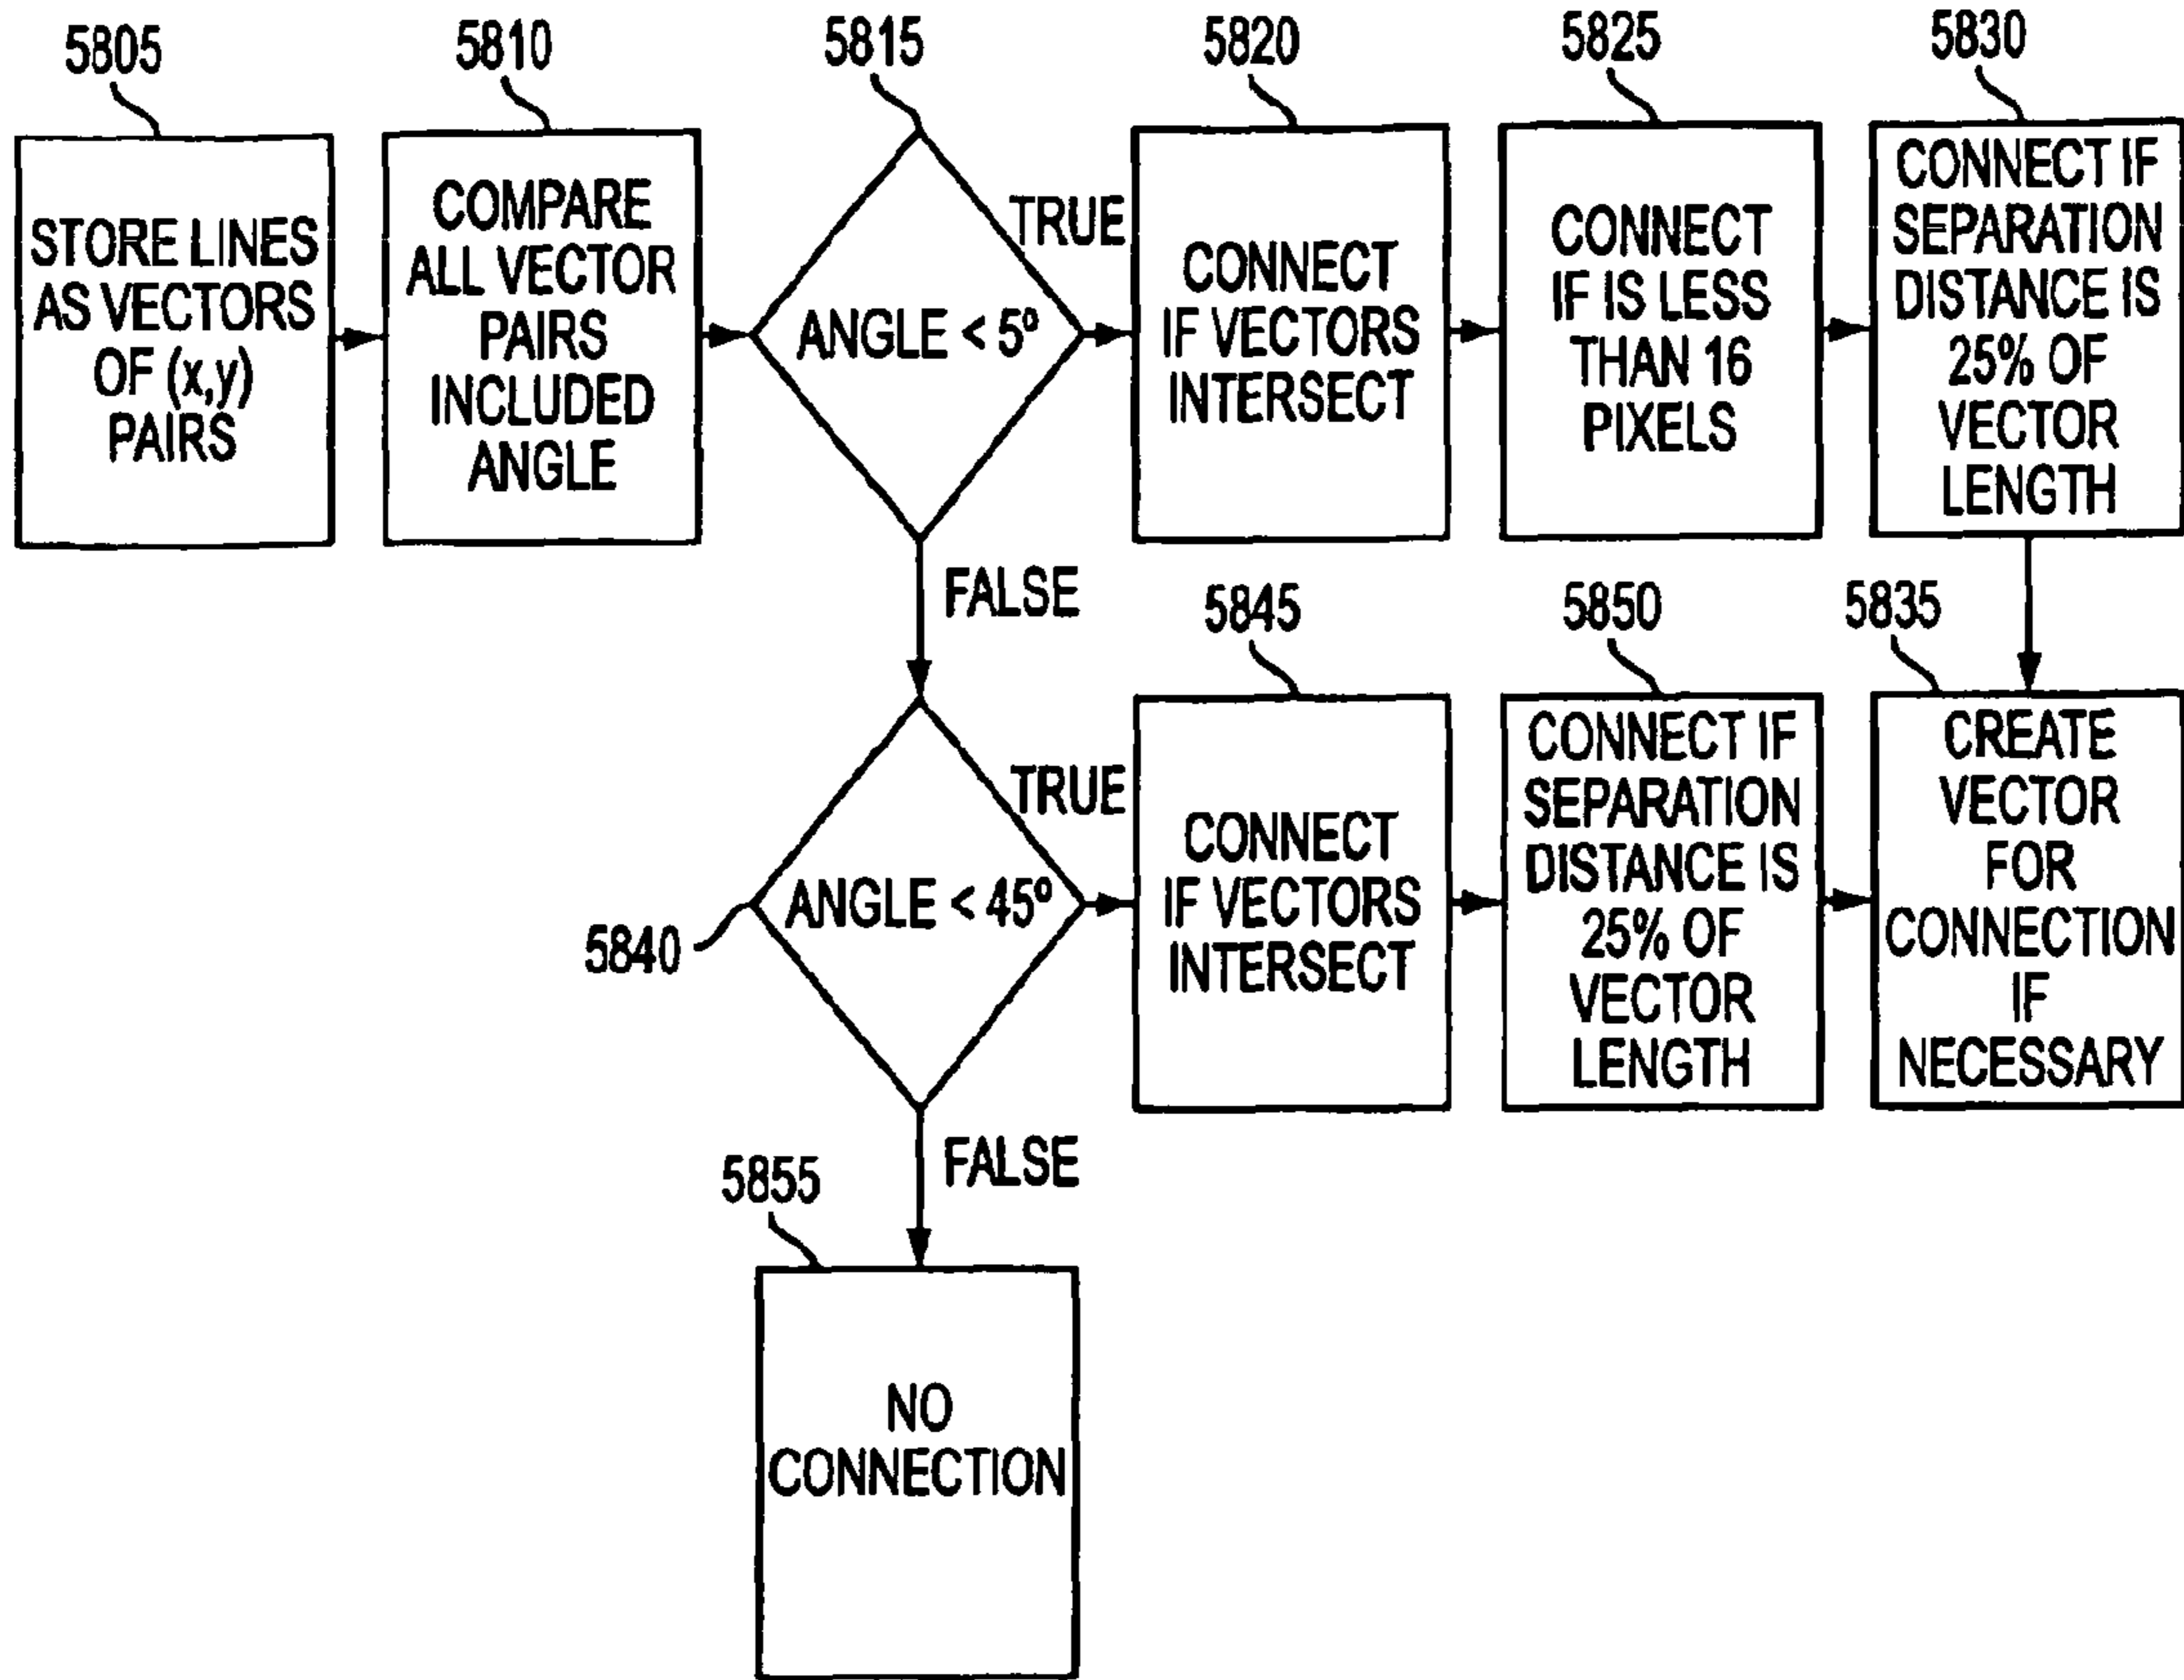 5805
STORE LINES
AS VECTORS
OF (x,y)
PAIRS
5810
COMPARE
ALL VECTOR
PAIRS
INCLUDED
ANGLE
5815
ANGLE < 5º
TRUE
FALSE
5820
CONNECT
IF VECTORS
INTERSECT
5825
CONNECT
IF IS LESS
THAN 16
PIXELS
5830
CONNECT IF
SEPARATION
DISTANCE IS
25% OF
VECTOR
LENGTH
5840
ANGLE < 45º
TRUE
FALSE
5845
CONNECT
IF VECTORS
INTERSECT
5850
CONNECT IF
SEPARATION
DISTANCE IS
25% OF
VECTOR
LENGTH
5835
CREATE
VECTOR
FOR
CONNECTION
IF
NECESSARY
5855
NO
CONNECTION